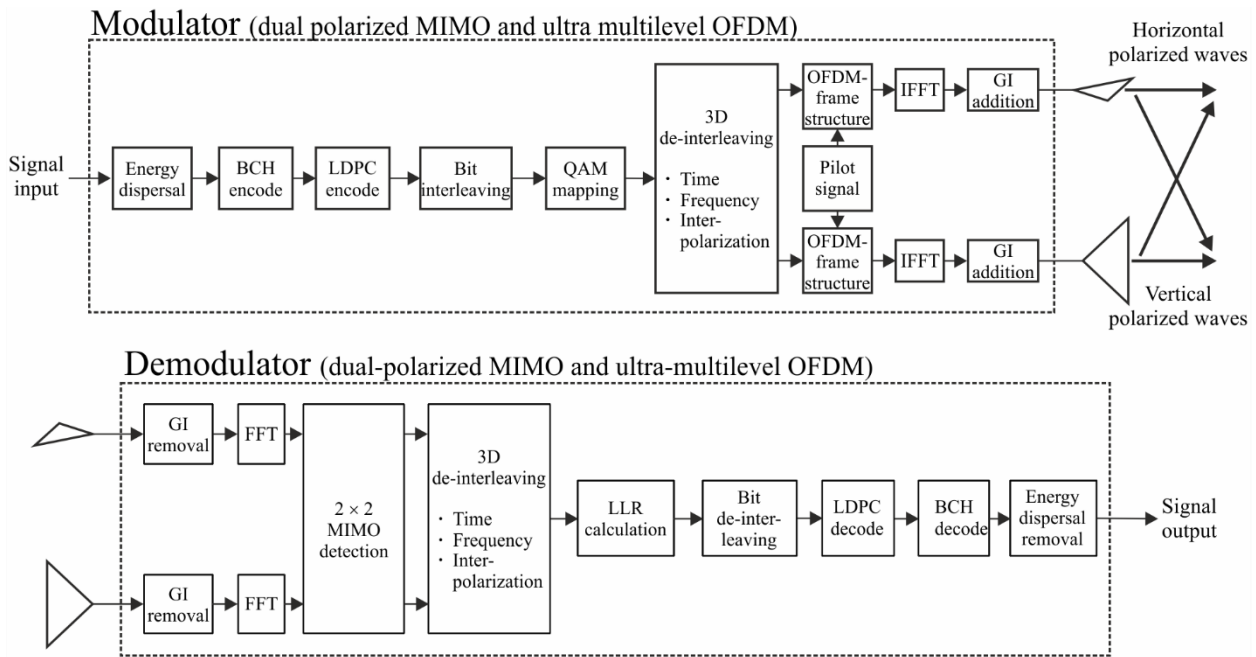 Modulator (dual polarized MIMO and ultra multilevel OFDM)
Horizontal
polarized waves
Signal
input
Energy
dispersal
BCH
encode
LDPC
encode
Bit
interleaving
QAM
mapping
3D
de-interleaving
· Time
· Frequency
· Inter-
polarization
OFDM-
frame
structure
IFFT
GI
addition
Pilot
signal
OFDM-
frame
structure
IFFT
GI
addition
Vertical
polarized waves
Demodulator (dual-polarized MIMO and ultra-multilevel OFDM)
GI
removal
FFT
GI
removal
FFT
2 × 2
MIMO
detection
3D
de-interleaving
· Time
· Frequency
· Inter-
polarization
LLR
calculation
Bit
de-inter-
leaving
LDPC
decode
BCH
decode
Energy
dispersal
removal
Signal
output